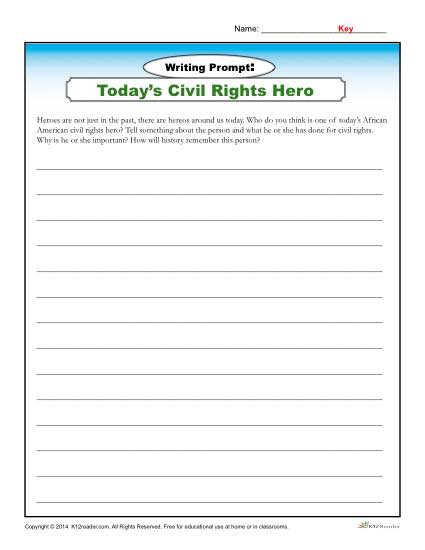 Name: Key
Writing Prompt:
Today's Civil Rights Hero
Heroes are not just in the past, there are hereos around us today. Who do you think is one of today's African
American civil rights hero? Tell something about the person and what he or she has done for civil rights.
Why is he or she important? How will history remember this person?
Copyright © 2014 K12reader.com. All Rights Reserved. Free for educational use at home or in classrooms.
K12Reader